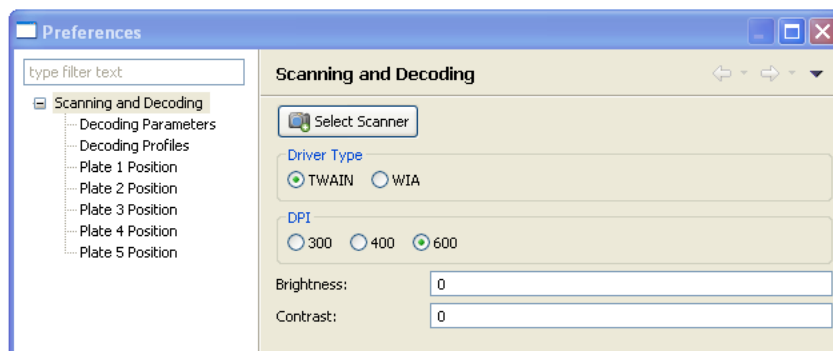 Preferences
type filter text
Scanning and Decoding
Decoding Parameters
Decoding Profiles
Plate 1 Position
Plate 2 Position
Plate 3 Position
Plate 4 Position
Plate 5 Position
Scanning and Decoding
Select Scanner
Driver Type
TWAIN WIA
DPI
300 400 600
Brightness: 0
Contrast: 0